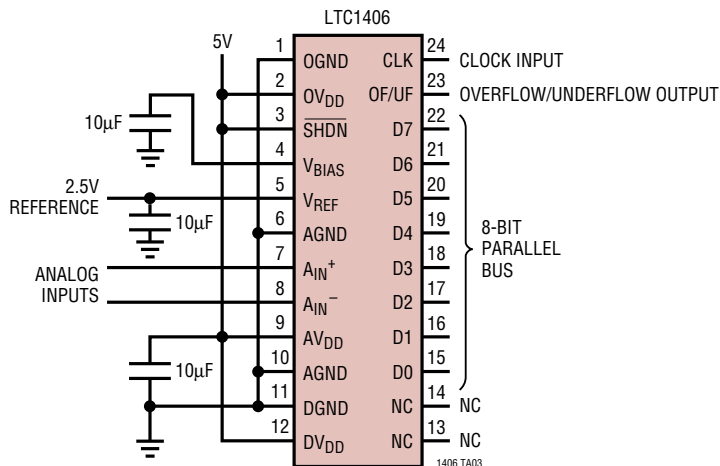 LTC1406
5V
1 OGND CLK 24 CLOCK INPUT
2 OVDD OF/UF 23 OVERFLOW/UNDERFLOW OUTPUT
10µF
3 SHDN D7 22
4 VBIAS D6 21
2.5V
REFERENCE
5 VREF D5 20
10µF
6 AGND D4 19
8-BIT
PARALLEL
BUS
ANALOG
INPUTS
7 AIN+ D3 18
8 AIN− D2 17
9 AVDD D1 16
10µF
10 AGND D0 15
11 DGND NC 14 NC
12 DVDD NC 13 NC
1406 TA03